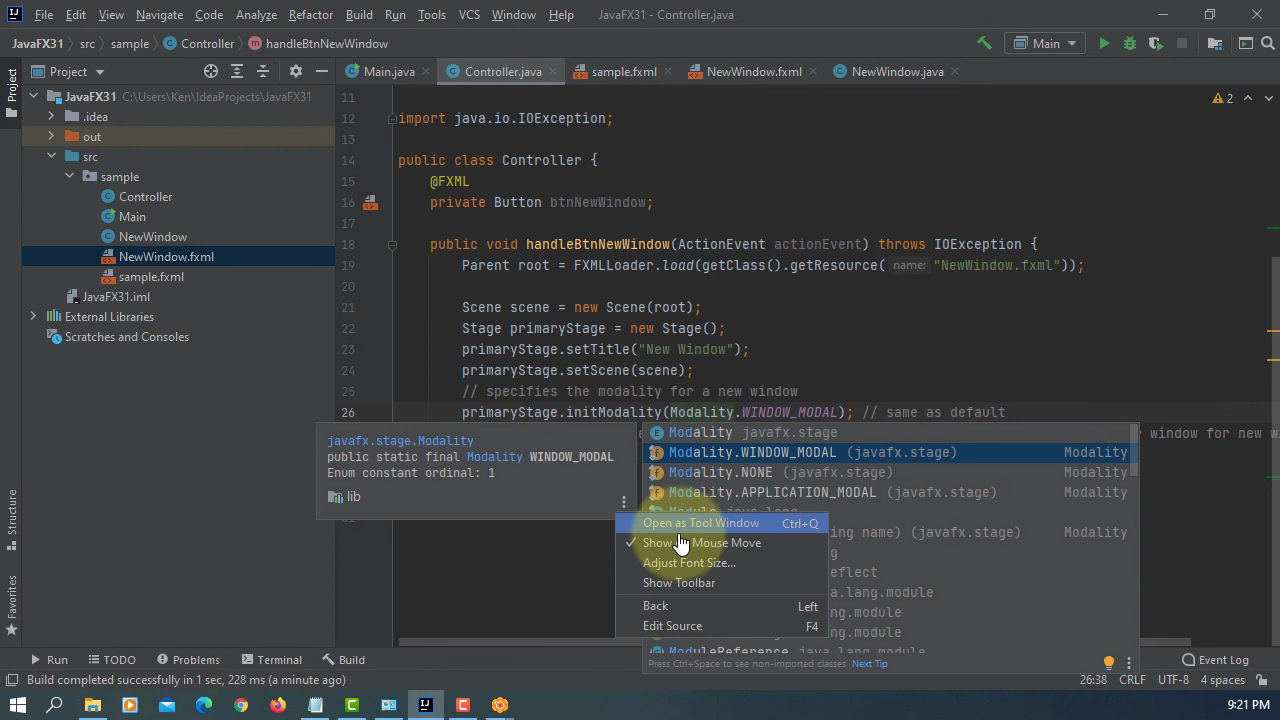 File Edit View Navigate Code Analyze Refactor Build Run Tools VCS Window Help JavaFX31 - Controller.java
JavaFX31 src sample Controller handleBtnNewWindow Main
Project Main.java Controller.java sample.fxml NewWindow.fxml NewWindow.java
JavaFX31 C:\Users\Ken\IdeaProjects\JavaFX31
.idea
out
src
sample
Controller
Main
NewWindow
NewWindow.fxml
sample.fxml
JavaFX31.iml
External Libraries
Scratches and Consoles
Project
Structure
Favorites
2
11
12 import java.io.IOException;
13
14 public class Controller {
15 @FXML
16 private Button btnNewWindow;
17
18 public void handleBtnNewWindow(ActionEvent actionEvent) throws IOException {
19 Parent root = FXMLLoader.load(getClass().getResource( name: "NewWindow.fxml"));
20
21 Scene scene = new Scene(root);
22 Stage primaryStage = new Stage();
23 primaryStage.setTitle("New Window");
24 primaryStage.setScene(scene);
25 // specifies the modality for a new window
26 primaryStage.initModality(Modality.WINDOW_MODAL); // same as default
window for new wi
javafx.stage.Modality
public static final Modality WINDOW_MODAL
Enum constant ordinal: 1
lib
Modality javafx.stage
Modality.WINDOW_MODAL (javafx.stage) Modality
Modality.NONE (javafx.stage) Modality
Modality.APPLICATION_MODAL (javafx.stage) Modality
Module java.lang
ing name) (javafx.stage) Modality
eflect
a.lang.module
ng.module
ng.module
ModuleReference java.lang.module
Press Ctrl+Space to see non-imported classes Next Tip
Open as Tool Window Ctrl+Q
Show Mouse Move
Adjust Font Size...
Show Toolbar
Back Left
Edit Source F4
Run TODO Problems Terminal Build Event Log
Build completed successfully in 1 sec, 228 ms (a minute ago) 26:38 CRLF UTF-8 4 spaces
9:21 PM